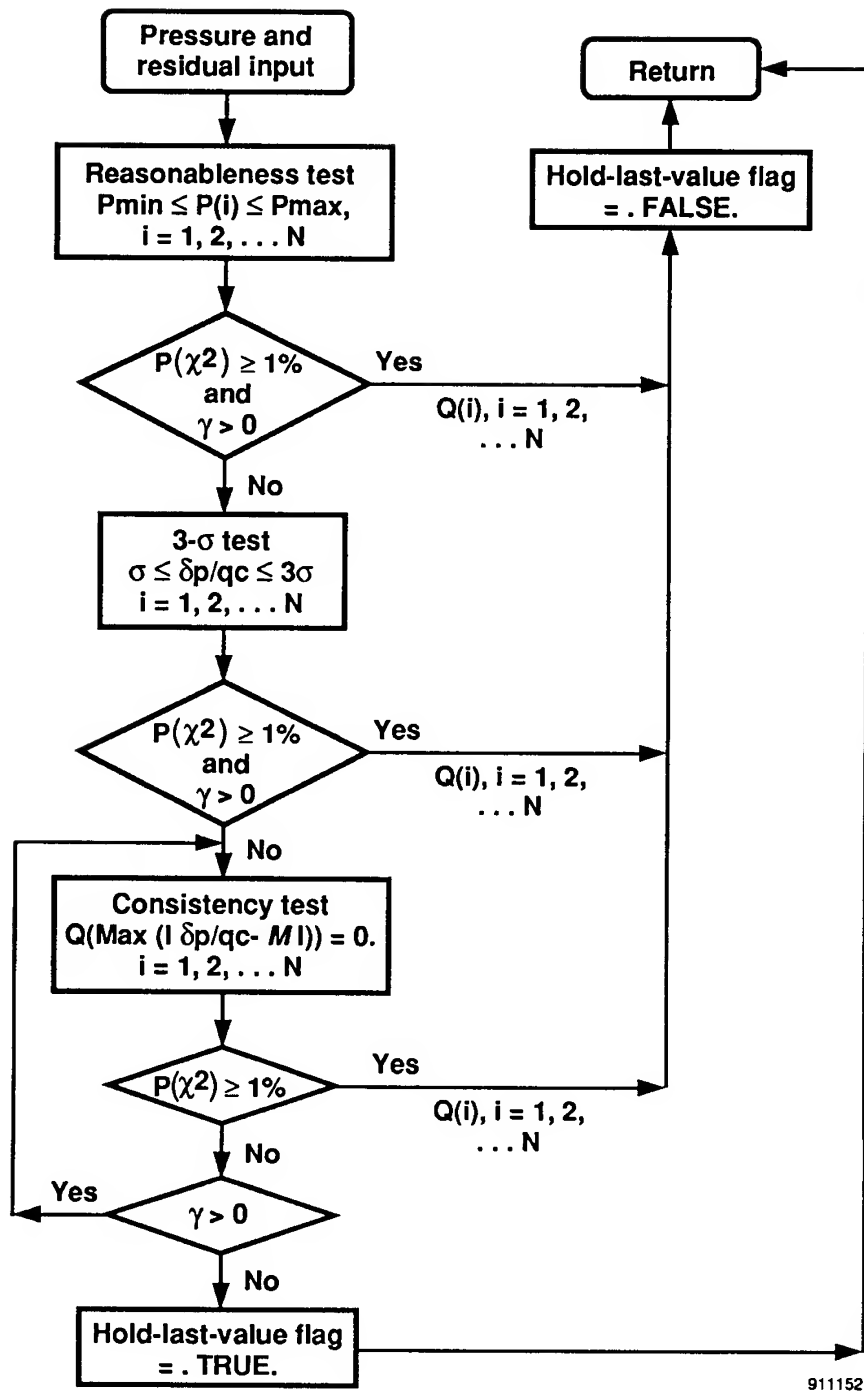 Pressure and
residual input
Return
Reasonableness test
Pmin ≤ P(i) ≤ Pmax,
i = 1, 2, . . . N
Hold-last-value flag
= . FALSE.
P(χ2) ≥ 1%
and
γ > 0
Yes
Q(i), i = 1, 2,
. . . N
No
3-σ test
σ ≤ δp/qc ≤ 3σ
i = 1, 2, . . . N
P(χ2) ≥ 1%
and
γ > 0
Yes
Q(i), i = 1, 2,
. . . N
No
Consistency test
Q(Max (I δp/qc- M I)) = 0.
i = 1, 2, . . . N
P(χ2) ≥ 1%
Yes
Q(i), i = 1, 2,
. . . N
No
Yes
γ > 0
No
Hold-last-value flag
= . TRUE.
911152